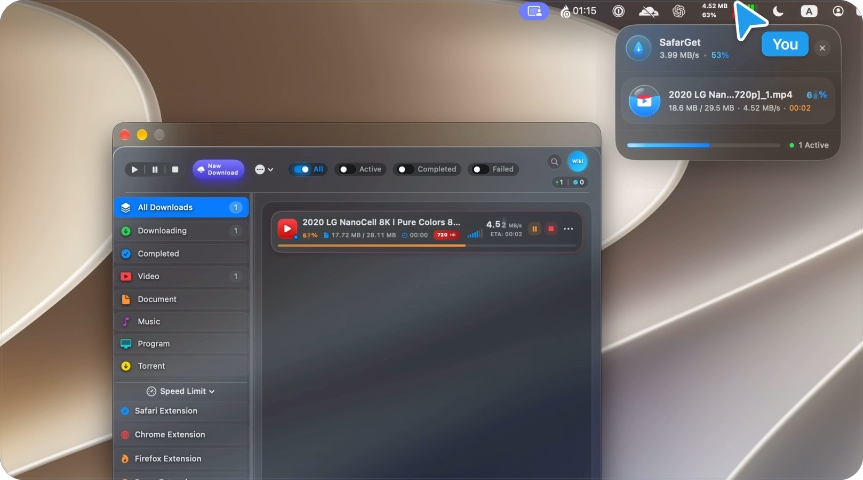 01:15
4.52 MB
63%
A
SafarGet
3.99 MB/s · 53%
You
2020 LG Nan...720p]_1.mp4
18.6 MB / 29.5 MB · 4.52 MB/s · 00:02
1 Active
New
Download
All
Active
Completed
Failed
Wiki
1
0
All Downloads 1
Downloading 1
Completed
Video 1
Document
Music
Program
Torrent
Speed Limit
Safari Extension
Chrome Extension
Firefox Extension
2020 LG NanoCell 8K l Pure Colors 8...
17.72 MB / 28.11 MB
00:00
720 HD
MB/s
ETA: 00:02